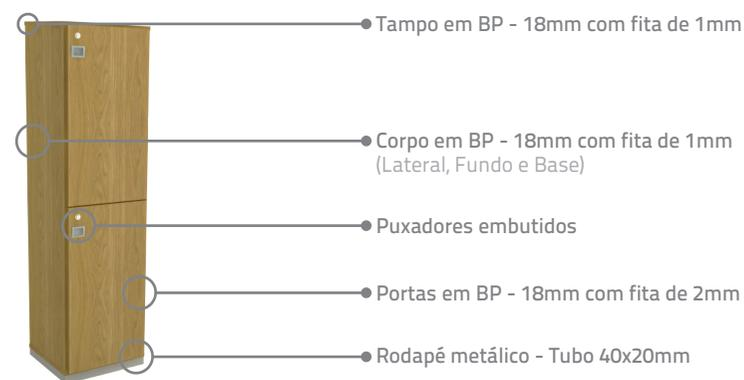 Tampo em BP - 18mm com fita de 1mm
Corpo em BP - 18mm com fita de 1mm
(Lateral, Fundo e Base)
Puxadores embutidos
Portas em BP - 18mm com fita de 2mm
Rodapé metálico - Tubo 40x20mm